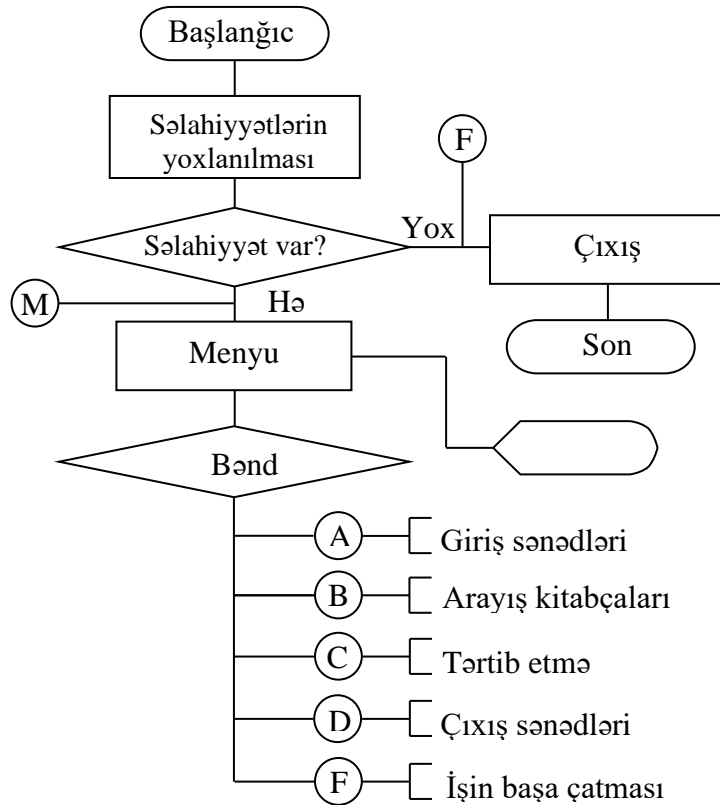 Başlanğıc
Səlahiyyətlərin
yoxlanılması
F
Səlahiyyət var?
Yox
Çıxış
M
Hə
Menyu
Son
Bənd
A
Giriş sənədləri
B
Arayış kitabçaları
C
Tərtib etmə
D
Çıxış sənədləri
F
İşin başa çatması